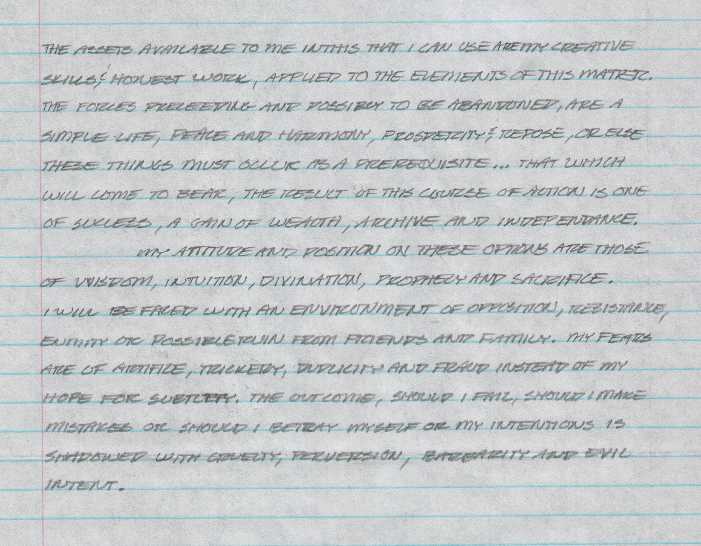 THE ASSETS AVAILABLE TO ME IN THIS THAT I CAN USE ARE MY CREATIVE
SKILLS & HONEST WORK, APPLIED TO THE ELEMENTS OF THIS MATRIX.
THE FORCES PRECEEDING AND POSSIBLY TO BE ABANDONED, ARE A
SIMPLE LIFE, PEACE AND HARMONY, PROSPERITY & REPOSE, OR ELSE
THESE THINGS MUST OCCUR AS A PREREQUISITE... THAT WHICH
WILL COME TO BEAR, THE RESULT OF THIS COURSE OF ACTION IS ONE
OF SUCCESS, A GAIN OF WEALTH, ARCHIVE AND INDEPENDANCE.
MY ATTITUDE AND POSITION ON THESE OPTIONS ARE THOSE
OF WISDOM, INTUITION, DIVINATION, PROPHECY AND SACRIFICE.
I WILL BE FACED WITH AN ENVIRONMENT OF OPPOSITION, RESISTANCE,
ENMITY OR POSSIBLE RUIN FROM FRIENDS AND FAMILY. MY FEARS
ARE OF ARTIFICE, TRICKERY, DUPLICITY AND FRAUD INSTEAD OF MY
HOPE FOR SUBTLETY. THE OUTCOME, SHOULD I FAIL, SHOULD I MAKE
MISTAKES OR SHOULD I BETRAY MYSELF OR MY INTENTIONS IS
SHADOWED WITH CRUELTY, PERVERSION, BARBARITY AND EVIL
INTENT.